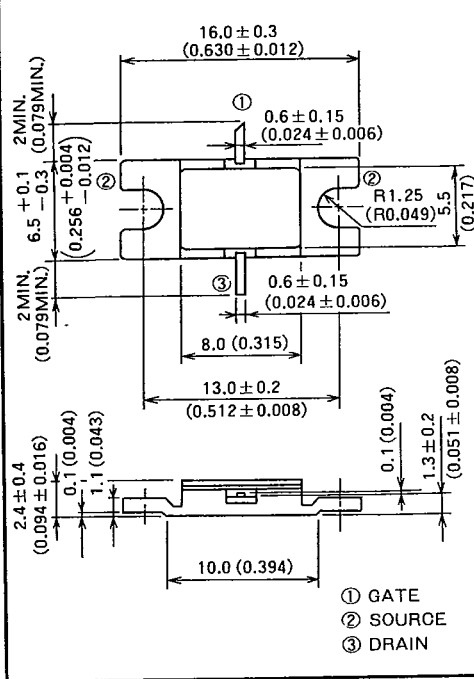 16.0 ± 0.3
(0.630 ± 0.012)
2MIN.
(0.079MIN.)
①
0.6 ± 0.15
(0.024 ± 0.006)
②
②
6.5 +0.1 -0.3
(0.256 +0.004 -0.012)
R1.25
(R0.049)
5.5
(0.217)
2MIN.
(0.079MIN.)
③
0.6 ± 0.15
(0.024 ± 0.006)
8.0 (0.315)
13.0 ± 0.2
(0.512 ± 0.008)
2.4 ± 0.4
(0.094 ± 0.016)
0.1 (0.004)
1.1 (0.043)
0.1 (0.004)
1.3 ± 0.2
(0.051 ± 0.008)
10.0 (0.394)
① GATE
② SOURCE
③ DRAIN